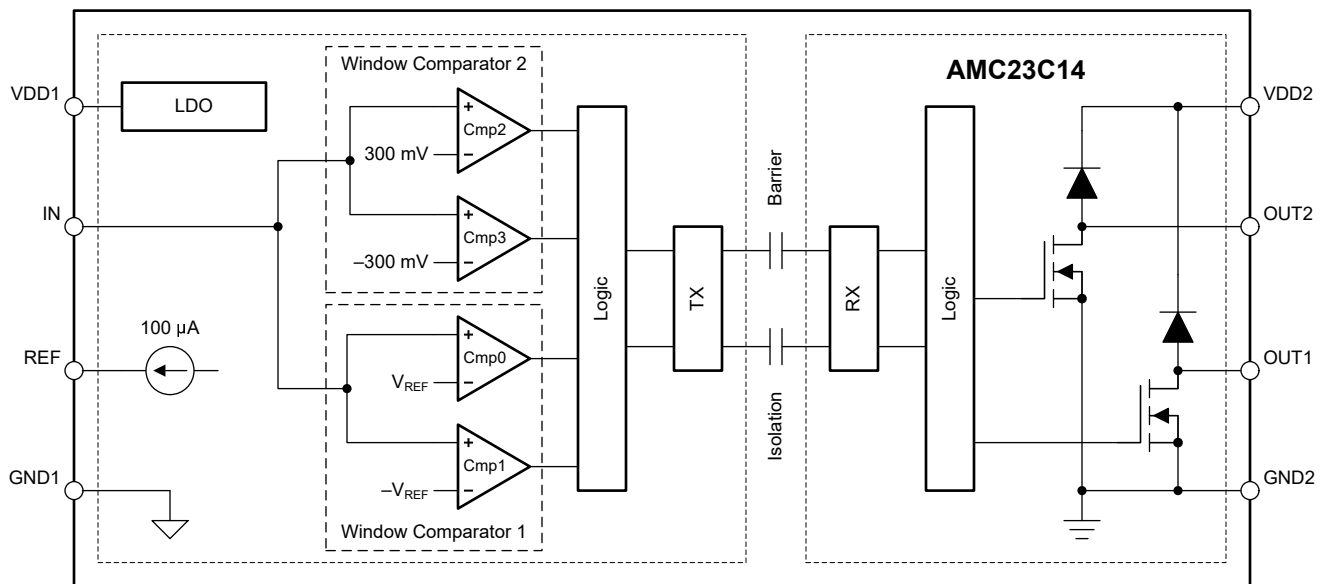 Window Comparator 2
AMC23C14
VDD1
LDO
Cmp2
300 mV
Barrier
VDD2
IN
OUT2
Cmp3
–300 mV
Logic
TX
RX
Logic
100 µA
REF
Cmp0
VREF
OUT1
Isolation
GND1
Cmp1
–VREF
GND2
Window Comparator 1